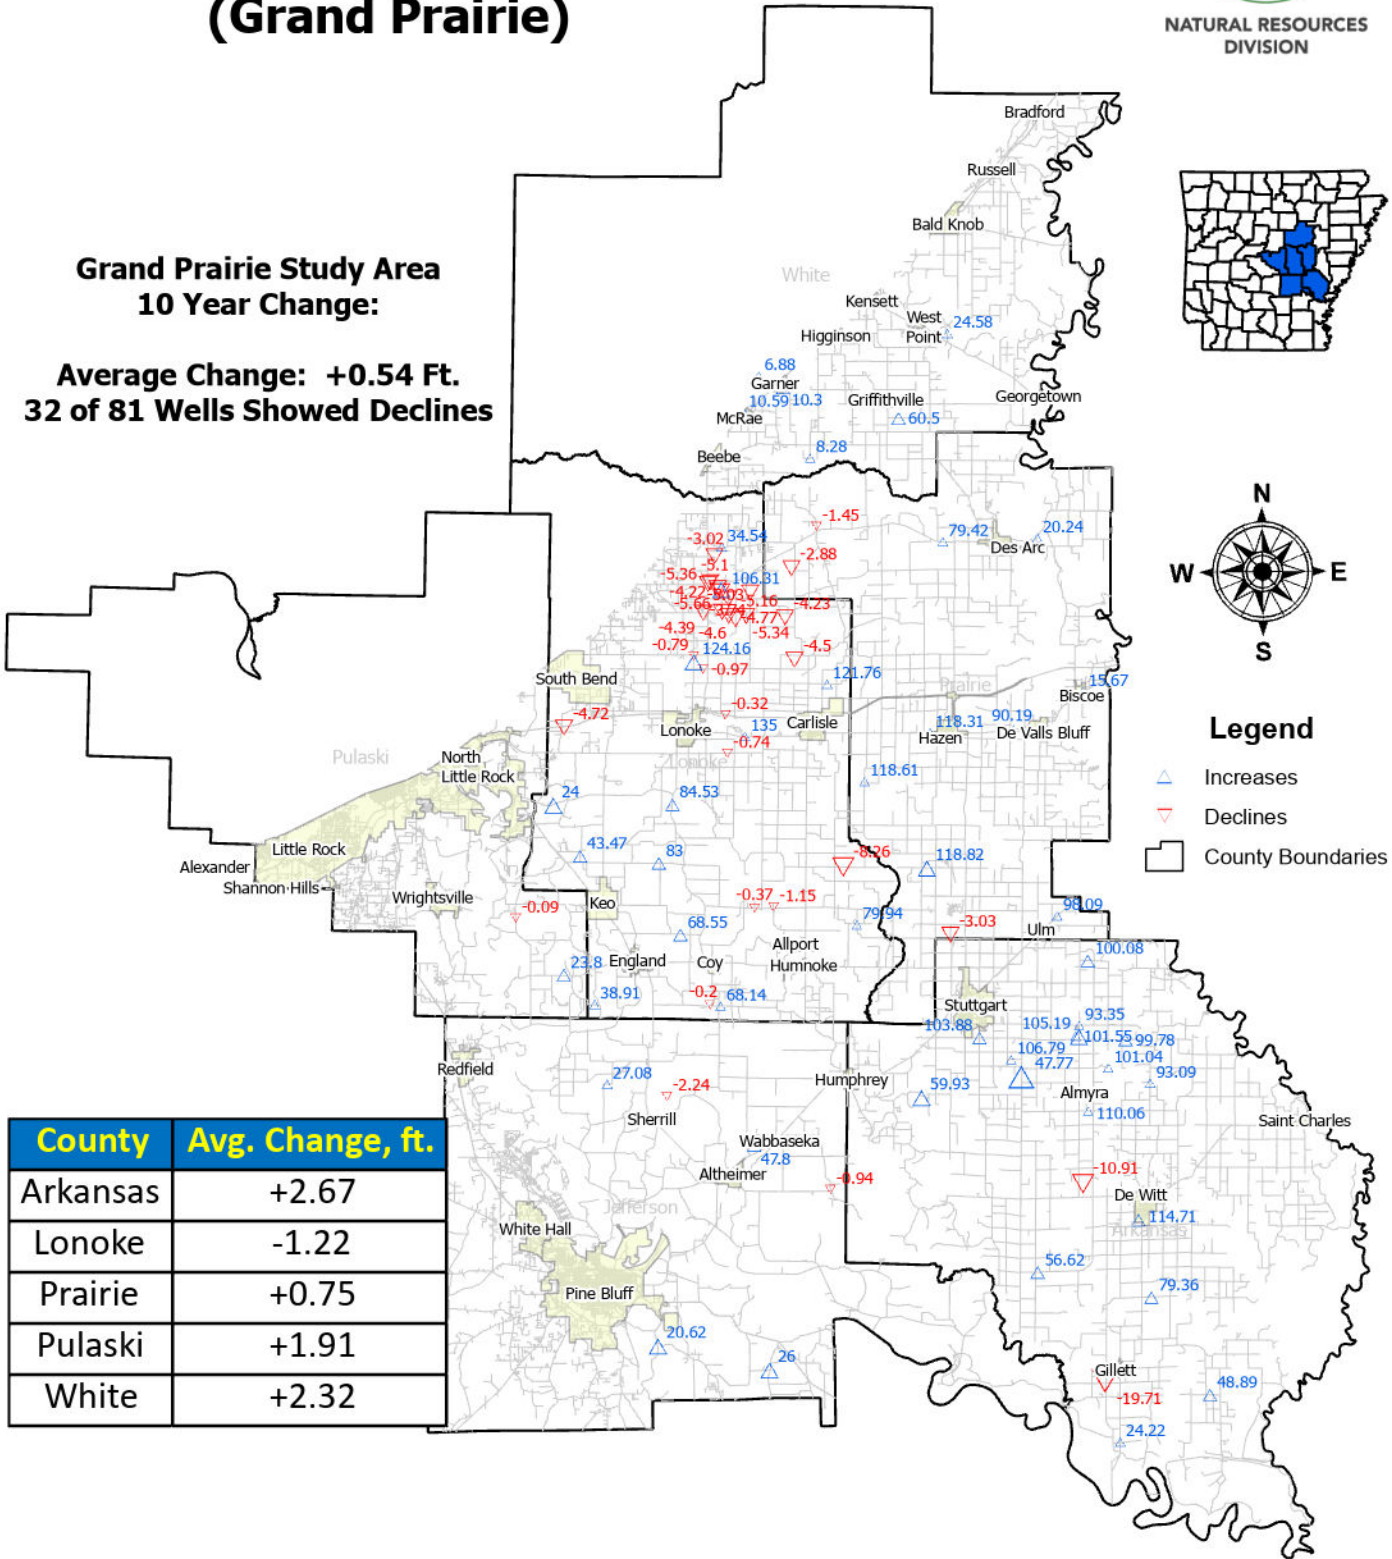 (Grand Prairie)
NATURAL RESOURCES
DIVISION
Grand Prairie Study Area
10 Year Change:
Average Change: +0.54 Ft.
32 of 81 Wells Showed Declines
Bradford
Russell
Bald Knob
White
Kensett
West
Point
24.58
Higginson
6.88
Garner
10.59
10.3
Griffithville
Georgetown
McRae
60.5
Beebe
8.28
-1.45
-3.02
34.54
79.42
20.24
Des Arc
-5.1
-2.88
-5.36
106.31
-4.22
-5.66
-5.16
-4.23
-4.77
-4.39
-4.6
-5.34
-0.79
124.16
-4.5
-0.97
121.76
South Bend
Prairie
15.67
Biscoe
-4.72
-0.32
Lonoke
135
Carlisle
118.31
90.19
Hazen
De Valls Bluff
-0.74
Lonoke
Pulaski
North
Little Rock
118.61
24
84.53
43.47
83
-8.26
118.82
Little Rock
Alexander
Shannon Hills
Wrightsville
Keo
-0.09
-0.37
-1.15
79.94
98.09
-3.03
Ulm
68.55
Allport
Humnoke
100.08
23.8
England
Coy
38.91
-0.2
68.14
Stuttgart
103.88
105.19
93.35
101.55
99.78
106.79
47.77
101.04
93.09
Redfield
27.08
-2.24
Humphrey
59.93
Almyra
110.06
Sherrill
Saint Charles
Wabbaseka
47.8
Altheimer
-0.94
-10.91
De Witt
114.71
Arkansas
Jefferson
White Hall
56.62
79.36
Pine Bluff
20.62
26
Gillett
-19.71
48.89
24.22
N
W
E
S
Legend
Increases
Declines
County Boundaries
County Avg. Change, ft.
Arkansas +2.67
Lonoke -1.22
Prairie +0.75
Pulaski +1.91
White +2.32